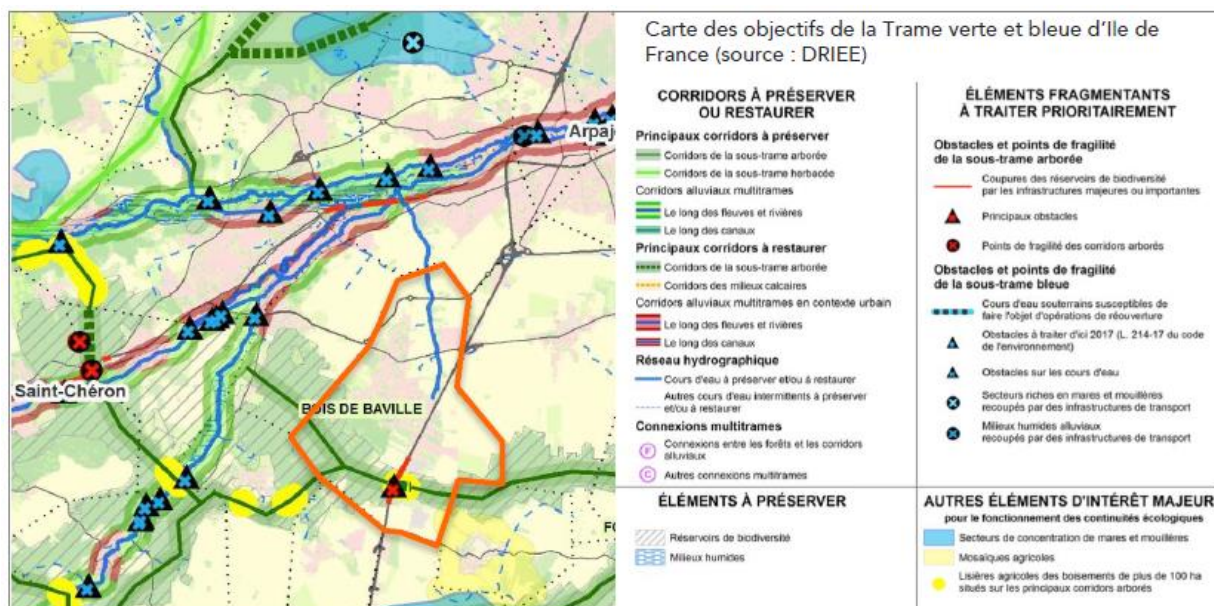 Carte des objectifs de la Trame verte et bleue d'Ile de
France (source : DRIEE)
Arpaj
Saint-Chéron
BOIS DE BAVILLE
FO
CORRIDORS À PRÉSERVER
OU RESTAURER
Principaux corridors à préserver
Corridors de la sous-trame arborée
Corridors de la sous-trame herbacée
Corridors alluviaux multitrames
Le long des fleuves et rivières
Le long des canaux
Principaux corridors à restaurer
Corridors de la sous-trame arborée
Corridors des milieux calcaires
Corridors alluviaux multitrames en contexte urbain
Le long des fleuves et rivières
Le long des canaux
Réseau hydrographique
Cours d'eau à préserver et/ou à restaurer
Autres cours d'eau intermittents à préserver
et/ou à restaurer
Connexions multitrames
F
Connexions entre les forêts et les corridors
alluviaux
C
Autres connexions multitrames
ÉLÉMENTS À PRÉSERVER
Réservoirs de biodiversité
Milieux humides
ÉLÉMENTS FRAGMENTANTS
À TRAITER PRIORITAIREMENT
Obstacles et points de fragilité
de la sous-trame arborée
Coupures des réservoirs de biodiversité
par les infrastructures majeures ou importantes
Principaux obstacles
Points de fragilité des corridors arborés
Obstacles et points de fragilité
de la sous-trame bleue
Cours d'eau souterrains susceptibles de
faire l'objet d'opérations de réouverture
Obstacles à traiter d'ici 2017 (L. 214-17 du code
de l'environnement)
Obstacles sur les cours d'eau
Secteurs riches en mares et mouillères
recoupés par des infrastructures de transport
Milieux humides alluviaux
recoupés par des infrastructures de transport
AUTRES ÉLÉMENTS D'INTÉRÊT MAJEUR
pour le fonctionnement des continuités écologiques
Secteurs de concentration de mares et mouillères
Mosaïques agricoles
Lisières agricoles des boisements de plus de 100 ha
situés sur les principaux corridors arborés